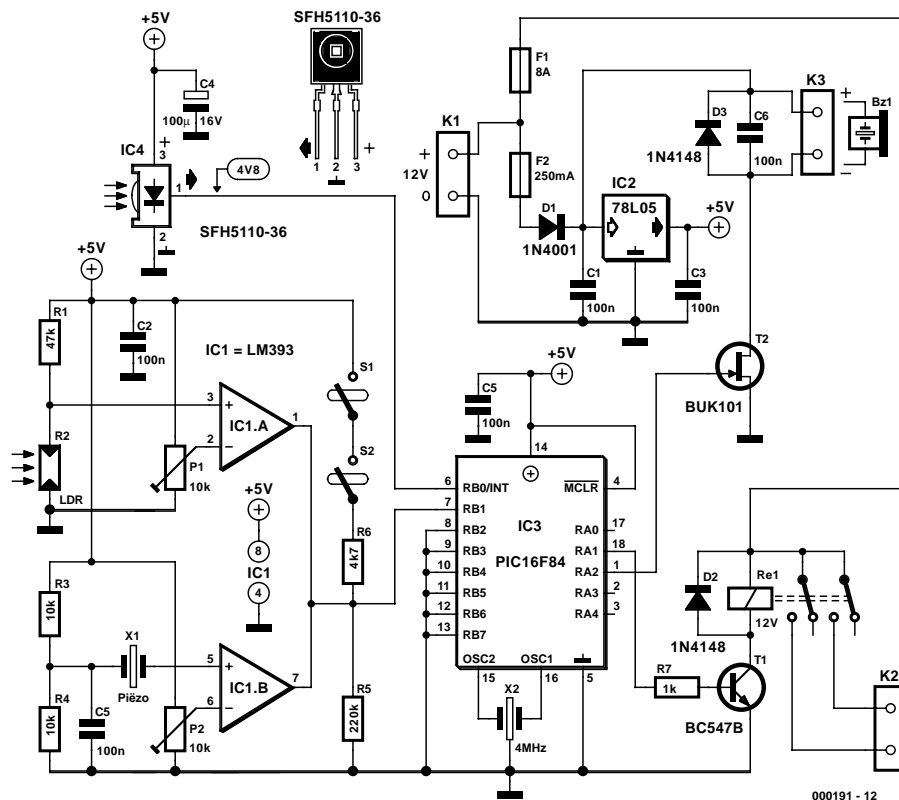 +5V
SFH5110-36
C4
100µ 16V
IC4
3
+
1
4V8
2
SFH5110-36
1 2 3
+
F1
8A
K1
+
12V
0
F2
250mA
D1
1N4001
IC2
78L05
+5V
C1
100n
C3
100n
D3
1N4148
C6
100n
K3
+
Bz1
–
+5V
R1
47k
C2
100n
IC1 = LM393
3
+
IC1.A
1
2
–
R2
LDR
P1
10k
S1
S2
R6
4k7
+5V
8
IC1
4
R3
10k
X1
Piëzo
5
+
IC1.B
7
6
–
R4
10k
C5
100n
P2
10k
R5
220k
+5V
C5
100n
14
IC3
PIC16F84
6 RB0/INT
7 RB1
8 RB2
9 RB3
10 RB4
11 RB5
12 RB6
13 RB7
MCLR 4
RA0 17
RA1 18
RA2 1
RA3 2
RA4 3
OSC2 OSC1
15 16 5
X2
4MHz
T2
BUK101
D2
1N4148
Re1
12V
R7
1k
T1
BC547B
K2
000191 - 12